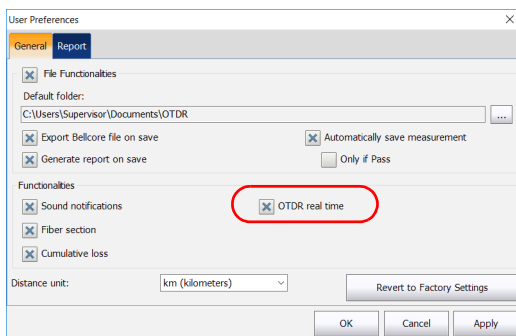 User Preferences
General Report
File Functionalities
Default folder:
C:\Users\Supervisor\Documents\OTDR ...
Export Bellcore file on save Automatically save measurement
Generate report on save Only if Pass
Functionalities
Sound notifications OTDR real time
Fiber section
Cumulative loss
Distance unit: km (kilometers) Revert to Factory Settings
OK Cancel Apply